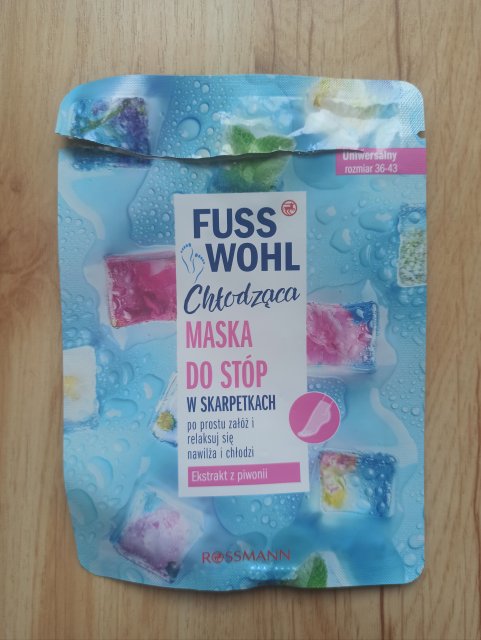 Uniwersalny
rozmiar 36-43
FUSS
WOHL
Chłodząca
MASKA
DO STÓP
W SKARPETKACH
po prostu załóż i
relaksuj się
nawilża i chłodzi
Ekstrakt z piwonii
ROSSMANN